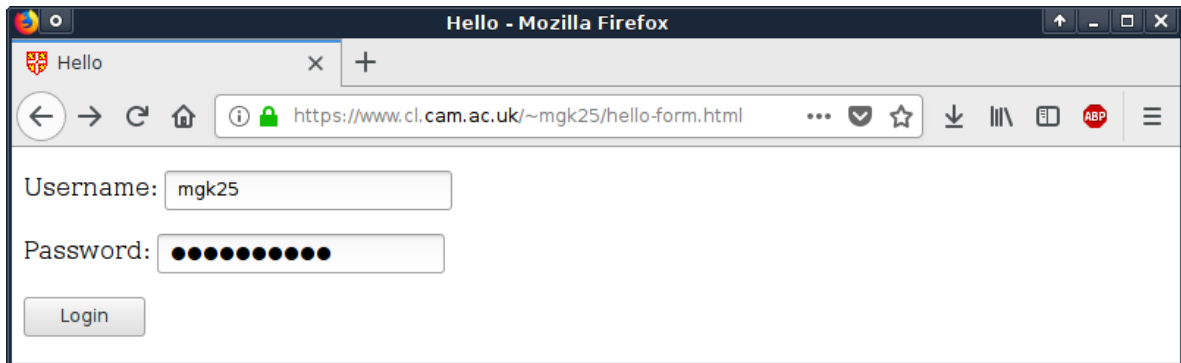 Hello - Mozilla Firefox
Hello
https://www.cl.cam.ac.uk/~mgk25/hello-form.html ABP
Username: mgk25
Password: ●●●●●●●●●●
Login